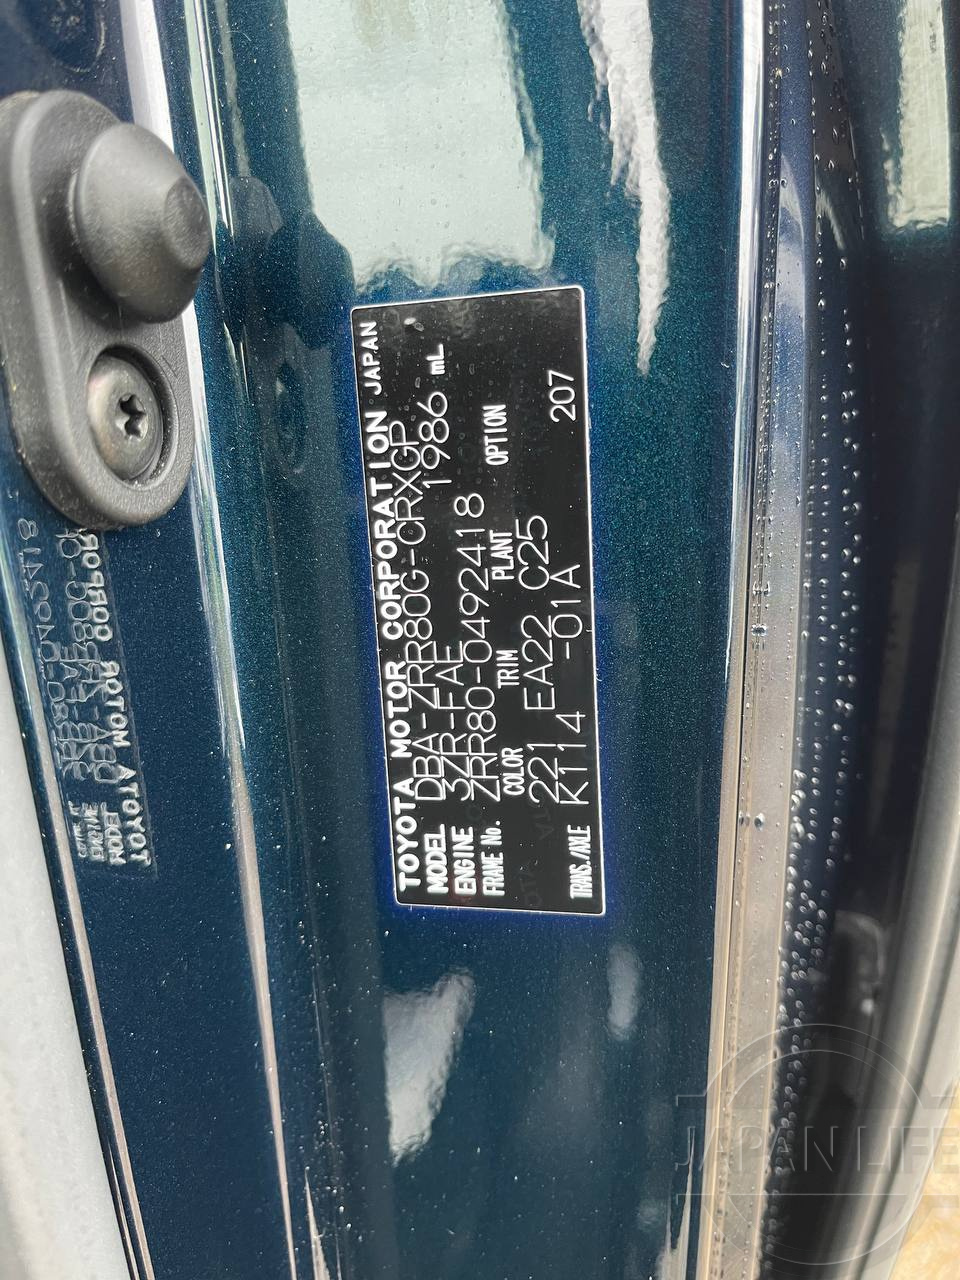 TOYOTA MOTOR CORPORATION JAPAN
MODEL DBA-ZRR80G-CRXGP
ENGINE 3ZR-FAE 1986 mL
FRAME No. ZRR80-0492418
COLOR TRIM PLANT OPTION
221 EA22 C25
TRANS./AXLE K114 -01A 207
JAPAN LIFE